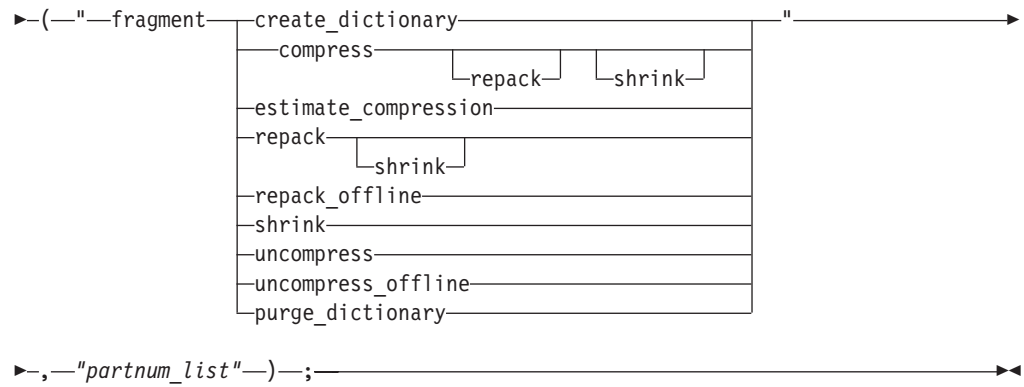 ( " fragment create_dictionary "
compress
repack shrink
estimate_compression
repack
shrink
repack_offline
shrink
uncompress
uncompress_offline
purge_dictionary
, "partnum_list" ) ;